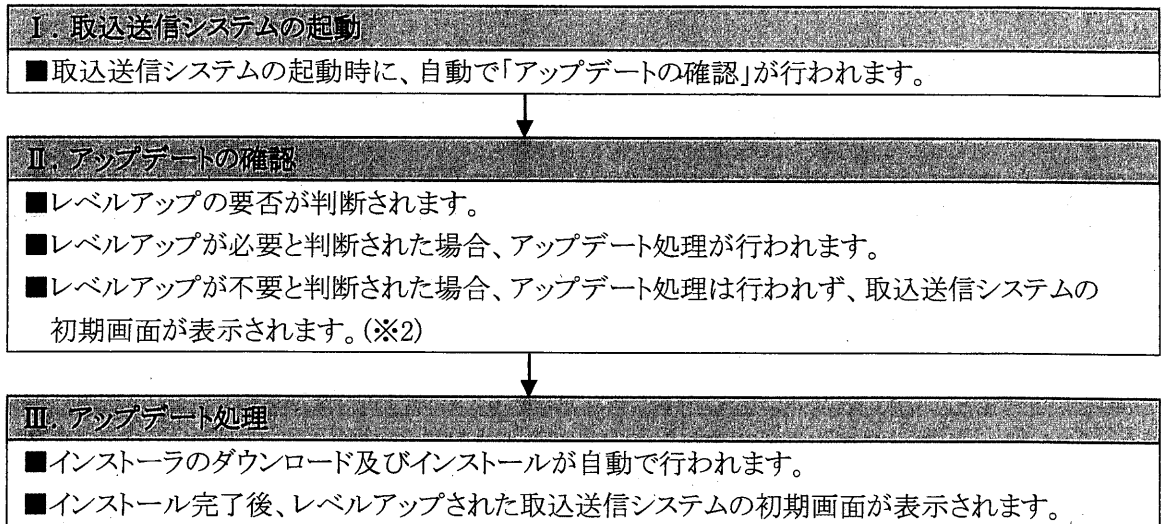 Ⅰ. 取込送信システムの起動
■取込送信システムの起動時に、自動で「アップデートの確認」が行われます。
Ⅱ. アップデートの確認
■レベルアップの要否が判断されます。
■レベルアップが必要と判断された場合、アップデート処理が行われます。
■レベルアップが不要と判断された場合、アップデート処理は行われず、取込送信システムの
初期画面が表示されます。(※2)
Ⅲ. アップデート処理
■インストーラのダウンロード及びインストールが自動で行われます。
■インストール完了後、レベルアップされた取込送信システムの初期画面が表示されます。